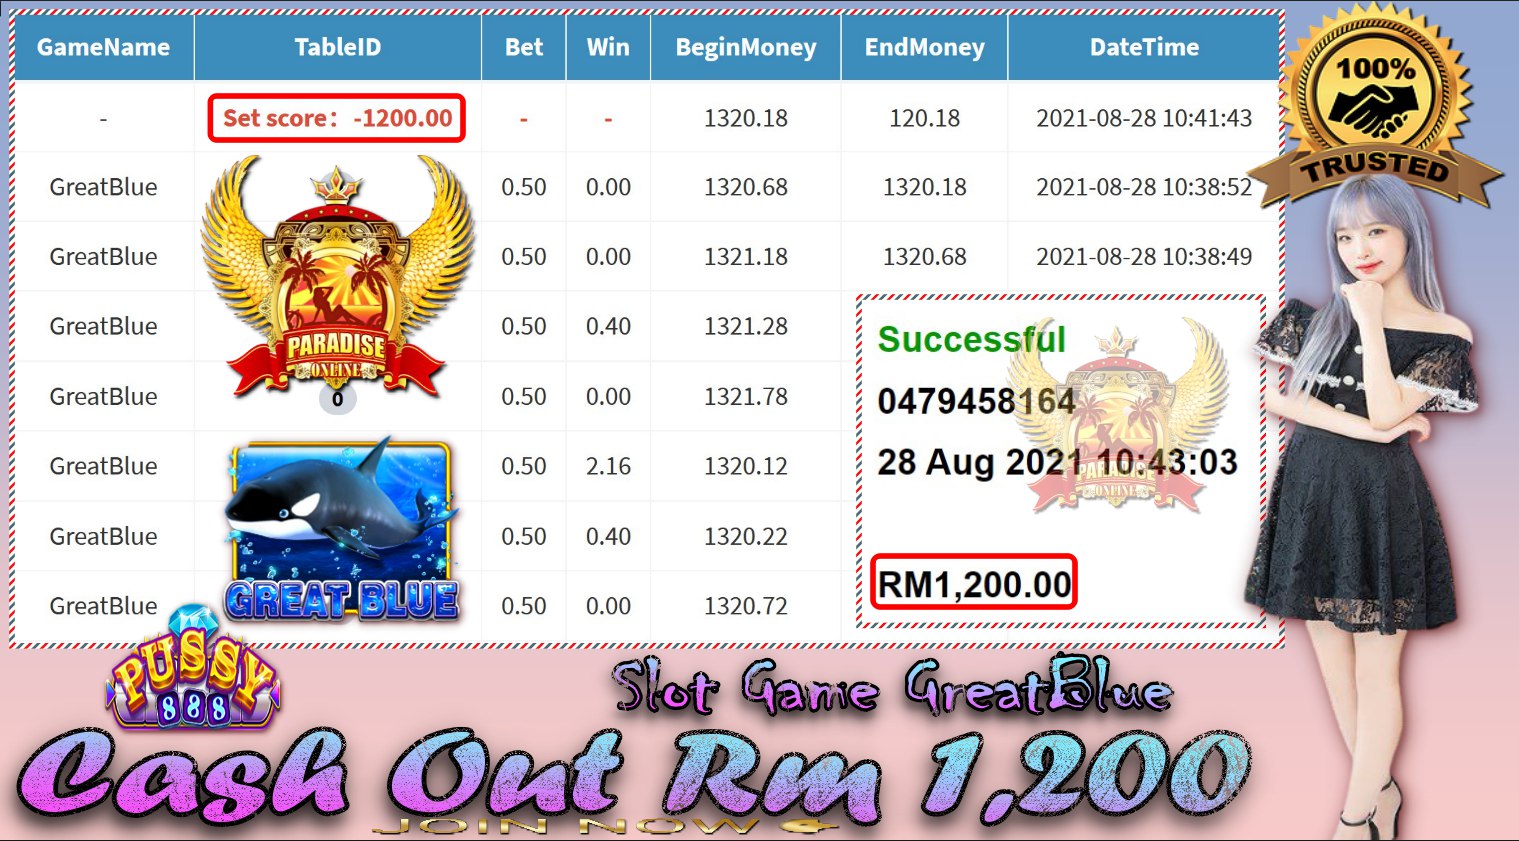 GameName TableID Bet Win BeginMoney EndMoney DateTime
- Set score： -1200.00 - - 1320.18 120.18 2021-08-28 10:41:43
GreatBlue 0.50 0.00 1320.68 1320.18 2021-08-28 10:38:52
GreatBlue 0.50 0.00 1321.18 1320.68 2021-08-28 10:38:49
GreatBlue 0.50 0.40 1321.28
GreatBlue 0.50 0.00 1321.78
GreatBlue 0.50 2.16 1320.12
GreatBlue 0.50 0.40 1320.22
GreatBlue 0.50 0.00 1320.72
PARADISE
ONLINE
0
GREAT BLUE
Successful
0479458164
28 Aug 2021 10:43:03
RM1,200.00
PARADISE
ONLINE
100%
TRUSTED
PUSSY
888
Slot Game GreatBlue
Cash Out Rm 1,200
JOIN NOW